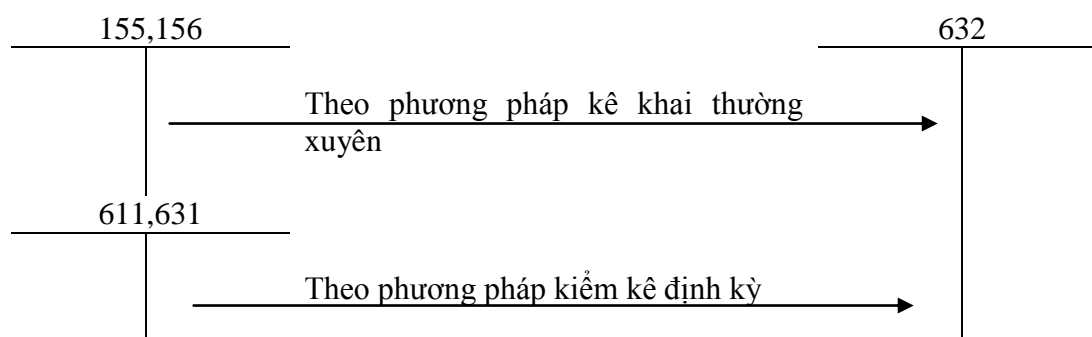 155,156
632
Theo phương pháp kê khai thường
xuyên
611,631
Theo phương pháp kiểm kê định kỳ